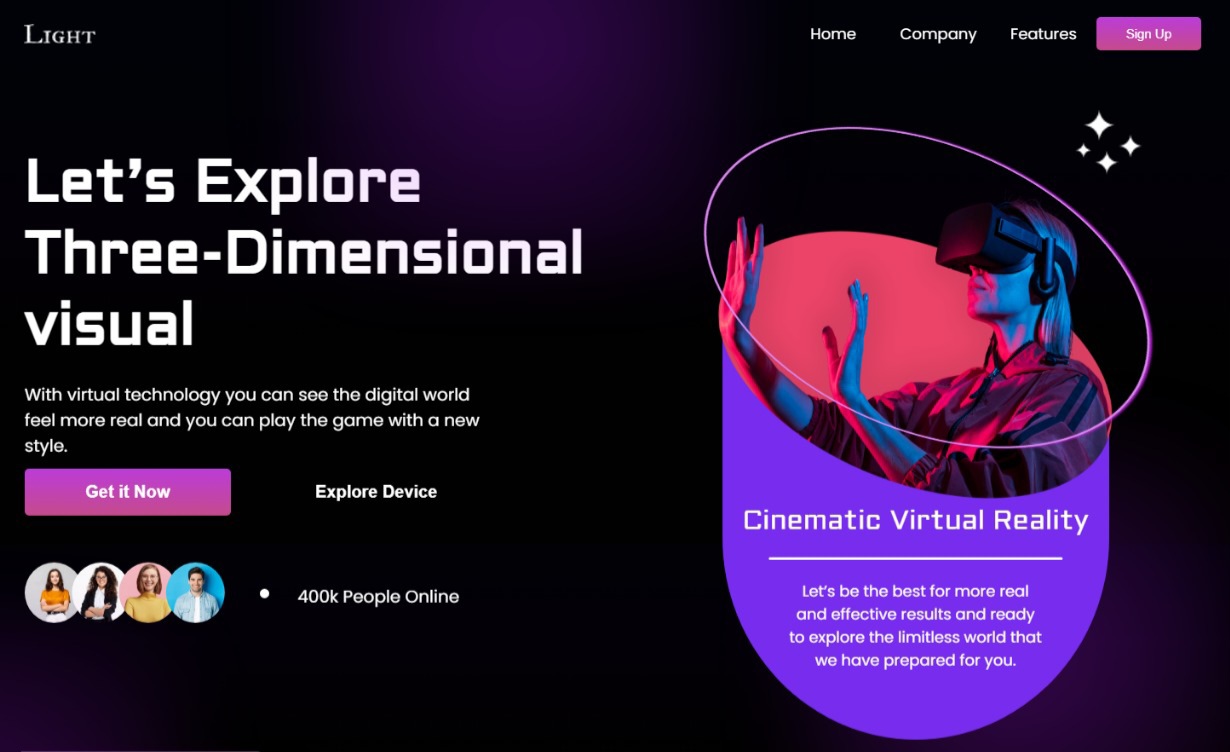 LIGHT
Home
Company
Features
Sign Up
Let’s Explore
Three-Dimensional
visual
With virtual technology you can see the digital world
feel more real and you can play the game with a new
style.
Get it Now
Explore Device
400k People Online
Cinematic Virtual Reality
Let’s be the best for more real
and effective results and ready
to explore the limitless world that
we have prepared for you.